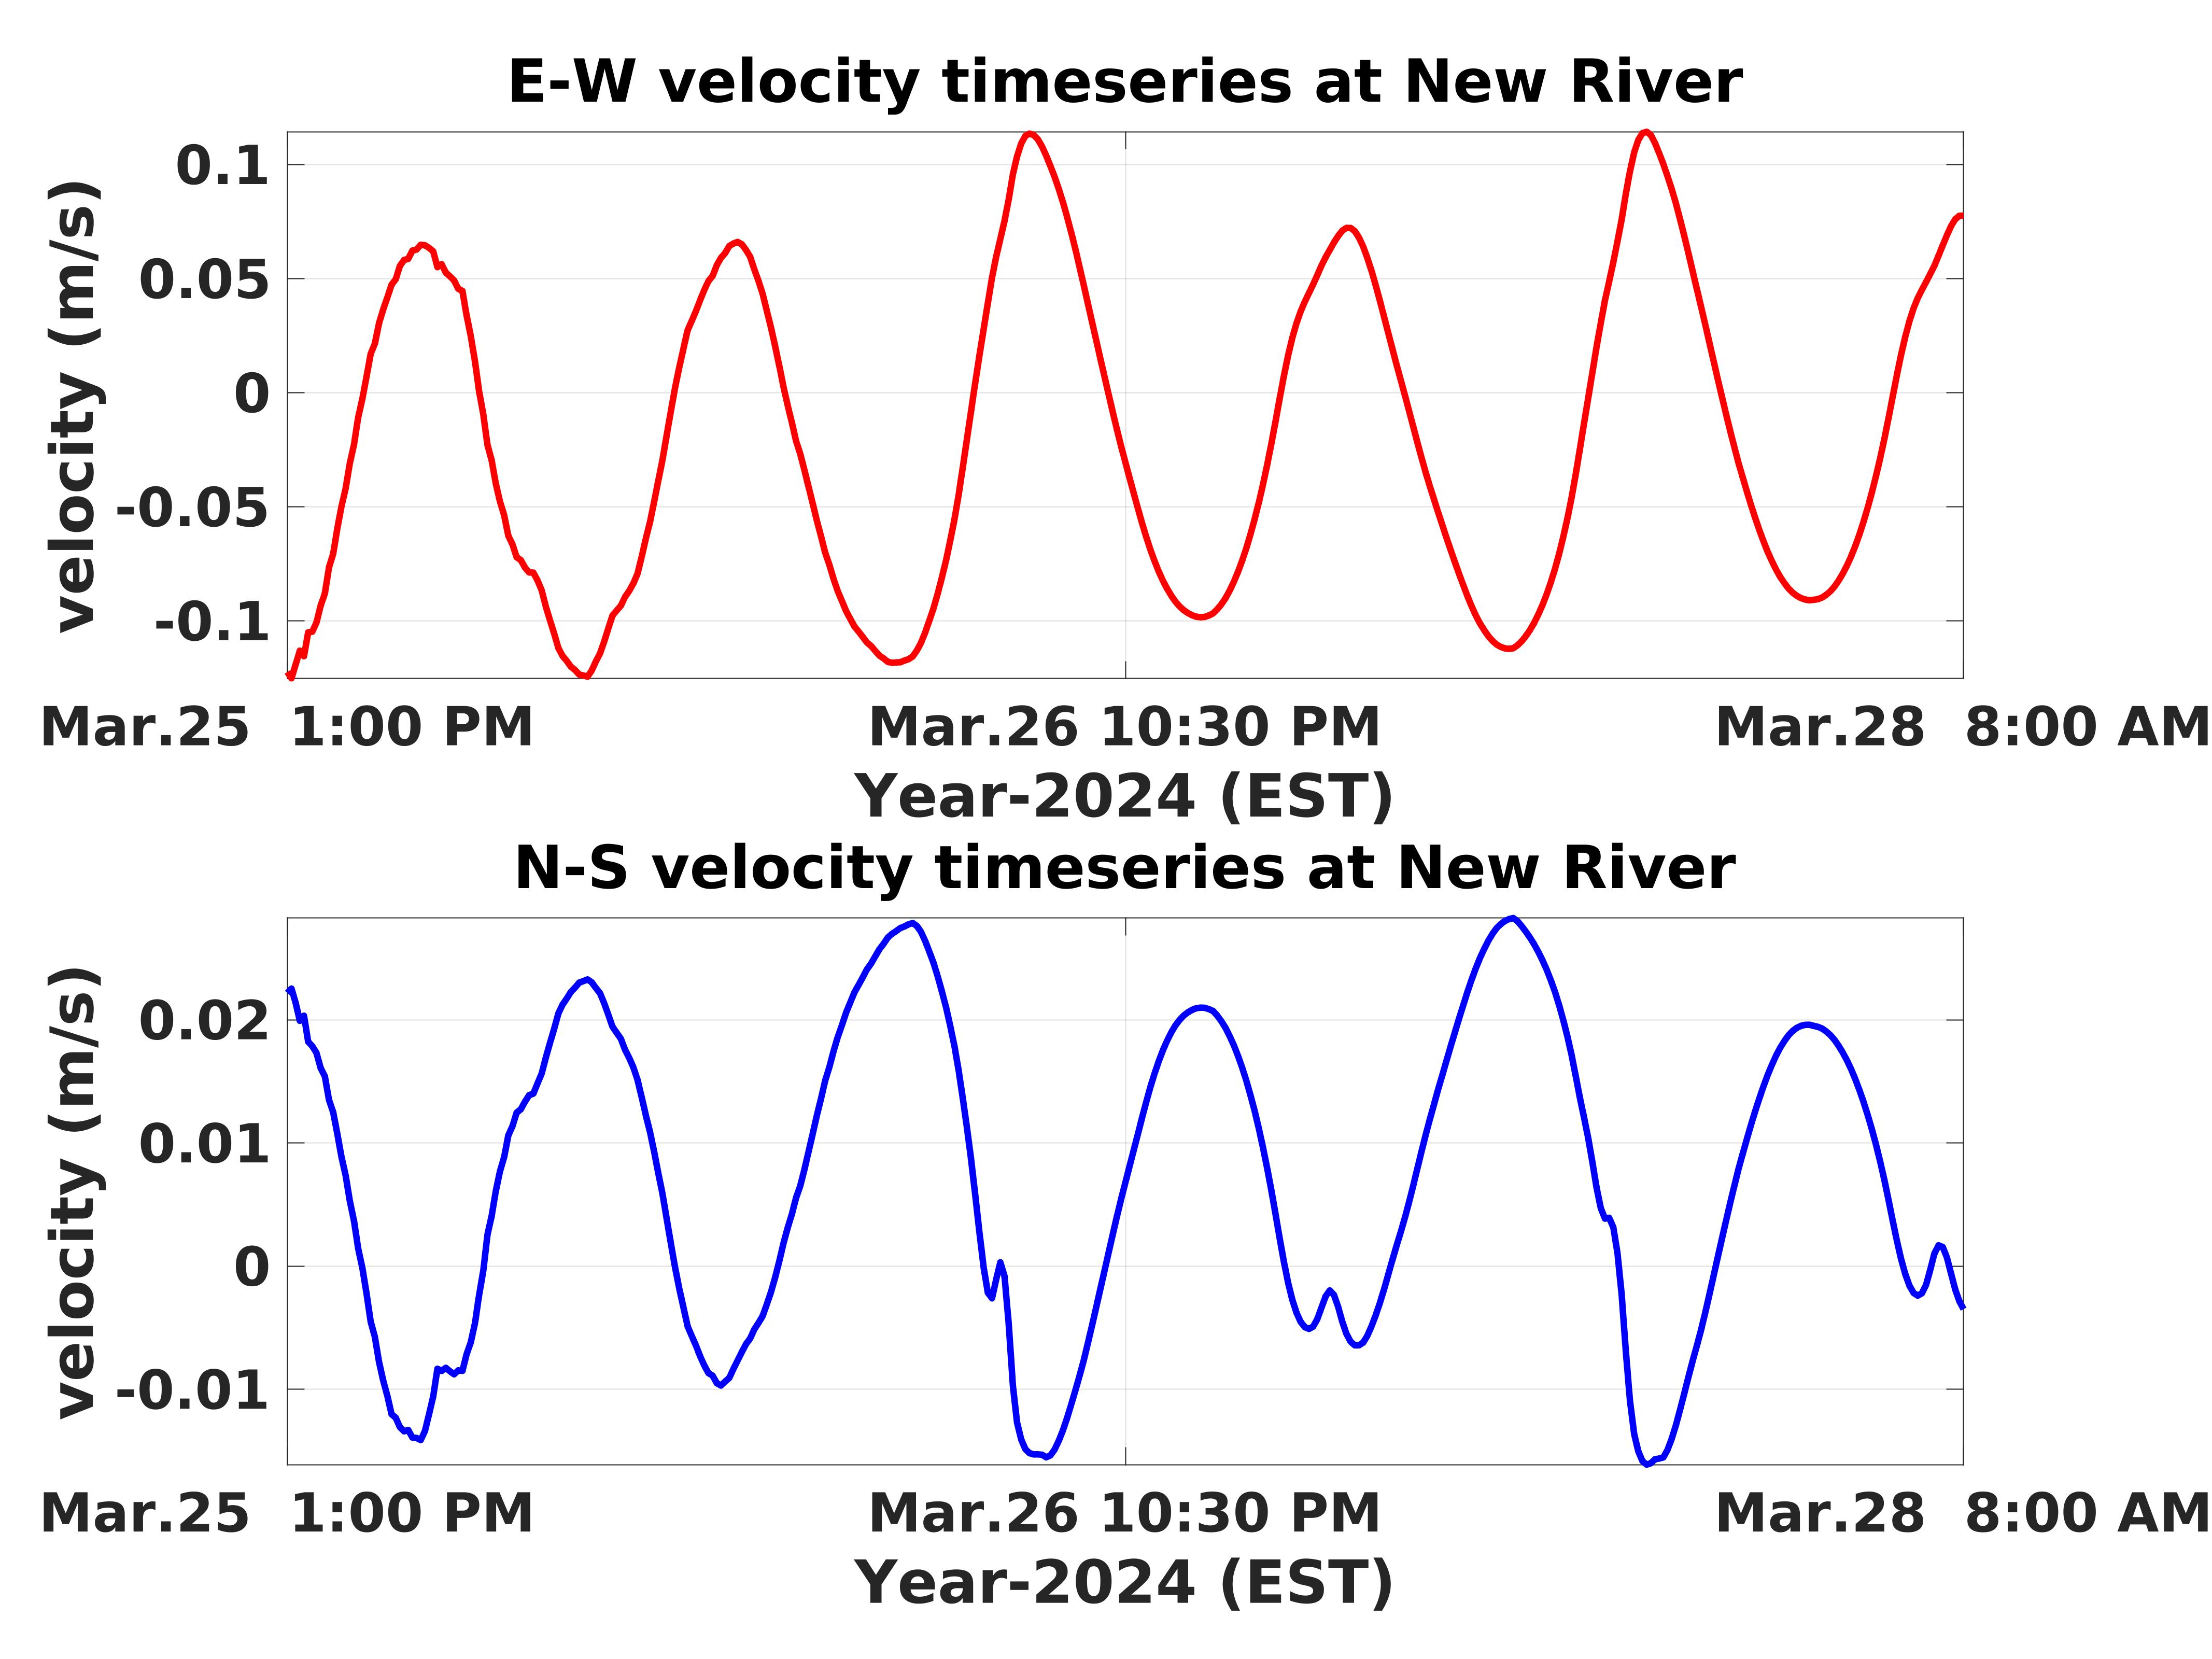 E-W velocity timeseries at New River
velocity (m/s)
0.1
0.05
0
-0.05
-0.1
Mar.25 1:00 PM
Mar.26 10:30 PM
Mar.28 8:00 AM
Year-2024 (EST)
N-S velocity timeseries at New River
velocity (m/s)
0.02
0.01
0
-0.01
Mar.25 1:00 PM
Mar.26 10:30 PM
Mar.28 8:00 AM
Year-2024 (EST)